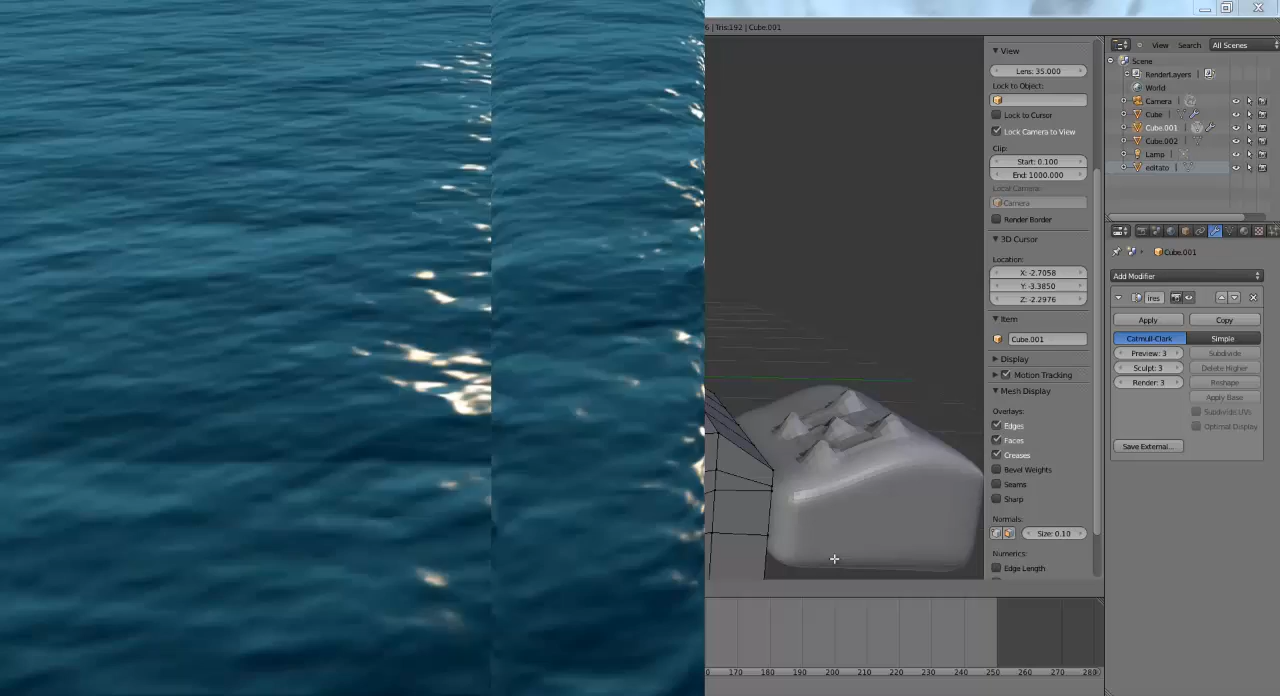 6 | Tris:192 | Cube.001
View
Lens: 35.000
Lock to Object:
Lock to Cursor
Lock Camera to View
Clip:
Start: 0.100
End: 1000.000
Local Camera:
Camera
Render Border
3D Cursor
Location:
X: -2.7058
Y: -3.3850
Z: -2.2976
Item
Cube.001
Display
Motion Tracking
Mesh Display
Overlays:
Edges
Faces
Creases
Bevel Weights
Seams
Sharp
Normals:
Size: 0.10
Numerics:
Edge Length
View Search All Scenes
Scene
RenderLayers |
World
Camera |
Cube |
Cube.001 |
Cube.002 |
Lamp |
editato |
Cube.001
Add Modifier
ires
Apply Copy
Catmull-Clark Simple
Preview: 3 Subdivide
Sculpt: 3 Delete Higher
Render: 3 Reshape
Apply Base
Subdivide UVs
Optimal Display
Save External...
170 180 190 200 210 220 230 240 250 260 270 280